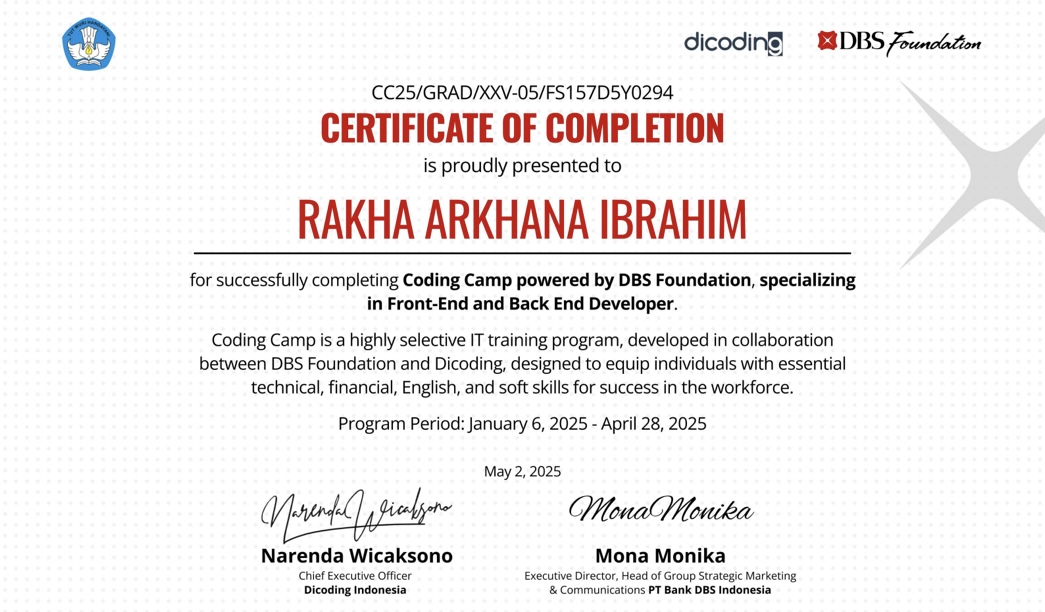 dicoding
DBS Foundation
CC25/GRAD/XXV-05/FS157D5Y0294
CERTIFICATE OF COMPLETION
is proudly presented to
RAKHA ARKHANA IBRAHIM
for successfully completing Coding Camp powered by DBS Foundation, specializing
in Front-End and Back End Developer.
Coding Camp is a highly selective IT training program, developed in collaboration
between DBS Foundation and Dicoding, designed to equip individuals with essential
technical, financial, English, and soft skills for success in the workforce.
Program Period: January 6, 2025 - April 28, 2025
May 2, 2025
Narenda Wicaksono
MonaMonika
Narenda Wicaksono
Mona Monika
Chief Executive Officer
Dicoding Indonesia
Executive Director, Head of Group Strategic Marketing
& Communications PT Bank DBS Indonesia